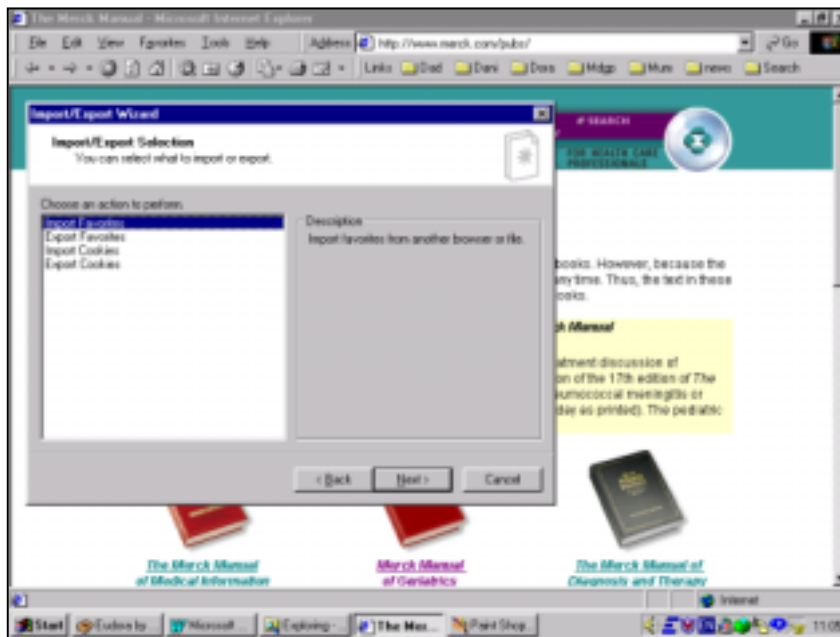 The Merck Manual - Microsoft Internet Explorer
File Edit View Favorites Tools Help Address http://www.merck.com/pubs/ Go
Links Dad Dani Doss Mdgp Mum news Search
Import/Export Wizard
# SEARCH
Import/Export Selection
You can select what to import or export.
FOR HEALTH CARE
PROFESSIONALS
Choose an action to perform.
Import Favorites
Export Favorites
Import Cookies
Export Cookies
Description
Import favorites from another browser or file.
books. However, because the
any time. Thus, the text in these
books.
ck Manual
atment discussion of
on of the 17th edition of The
eumococcal meningitis or
day as printed). The pediatric
< Back Next > Cancel
The Merck Manual
of Medical Information
Merck Manual
of Geriatrics
The Merck Manual of
Diagnosis and Therapy
Internet
Start Eudora by ... Microsoft ... Exploring - ... The Mer... Paint Shop...